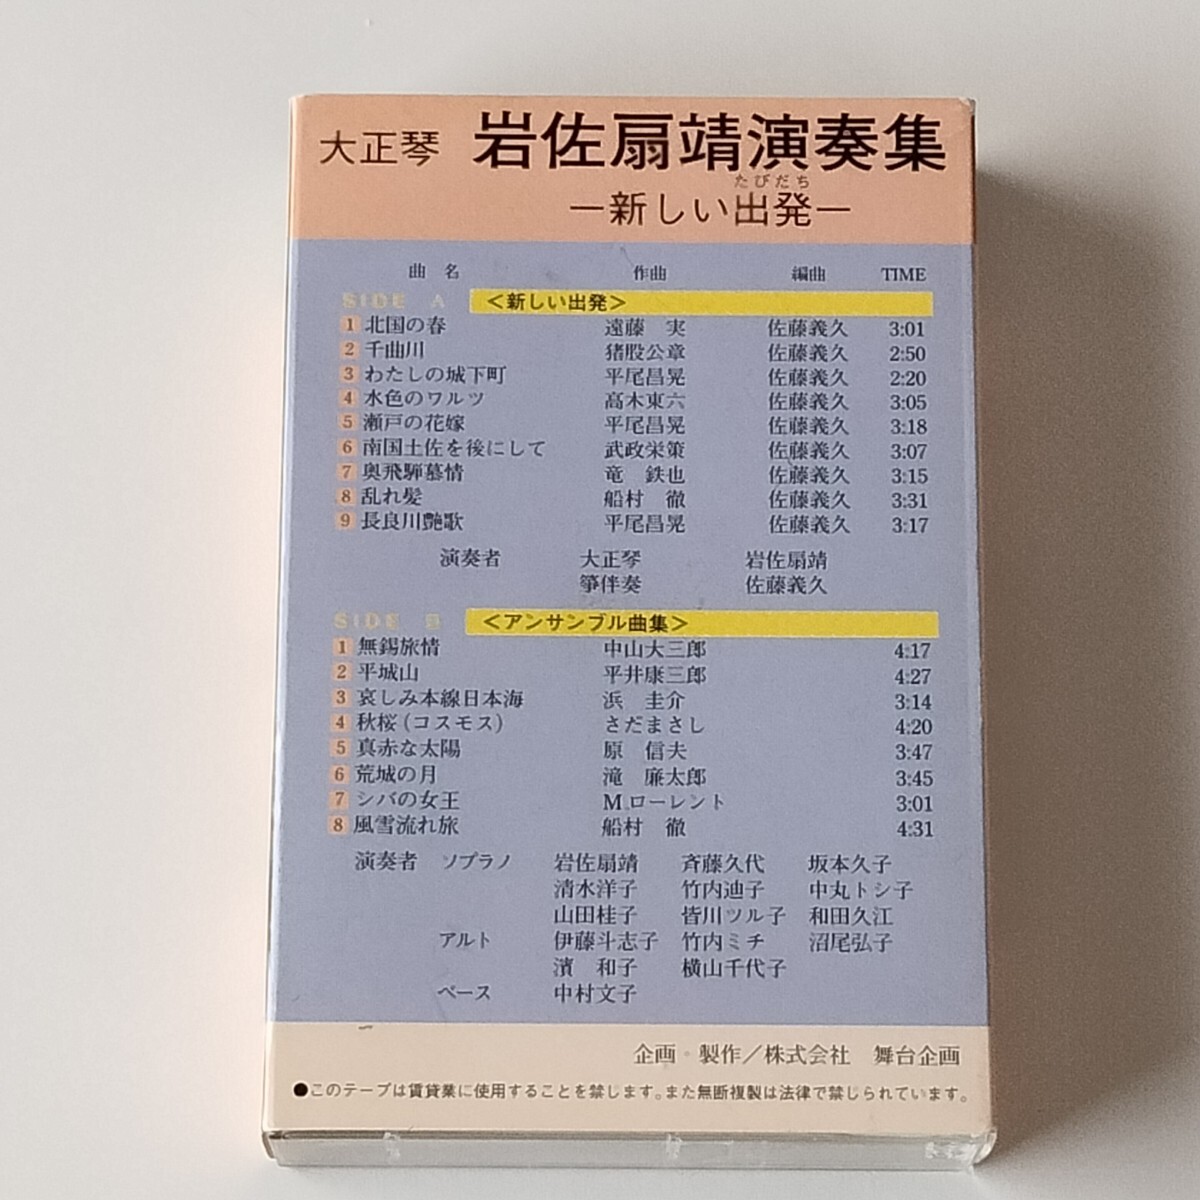 大正琴 岩佐扇靖演奏集
たびだち
―新しい出発―
曲 名 作曲 編曲 TIME
SIDE A <新しい出発>
1 北国の春 遠藤 実 佐藤義久 3:01
2 千曲川 猪股公章 佐藤義久 2:50
3 わたしの城下町 平尾昌晃 佐藤義久 2:20
4 水色のワルツ 高木東六 佐藤義久 3:05
5 瀬戸の花嫁 平尾昌晃 佐藤義久 3:18
6 南国土佐を後にして 武政栄策 佐藤義久 3:07
7 奥飛騨慕情 竜 鉄也 佐藤義久 3:15
8 乱れ髪 船村 徹 佐藤義久 3:31
9 長良川艶歌 平尾昌晃 佐藤義久 3:17
演奏者 大正琴 岩佐扇靖
箏伴奏 佐藤義久
SIDE B <アンサンブル曲集>
1 無錫旅情 中山大三郎 4:17
2 平城山 平井康三郎 4:27
3 哀しみ本線日本海 浜 圭介 3:14
4 秋桜(コスモス) さだまさし 4:20
5 真赤な太陽 原 信夫 3:47
6 荒城の月 滝 廉太郎 3:45
7 シバの女王 M.ローレント 3:01
8 風雪流れ旅 船村 徹 4:31
演奏者 ソプラノ 岩佐扇靖 斉藤久代 坂本久子
清水洋子 竹内迪子 中丸トシ子
山田桂子 皆川ツル子 和田久江
アルト 伊藤斗志子 竹内ミチ 沼尾弘子
濱 和子 横山千代子
ベース 中村文子
企画・製作／株式会社 舞台企画
●このテープは賃貸業に使用することを禁じます。また無断複製は法律で禁じられています。